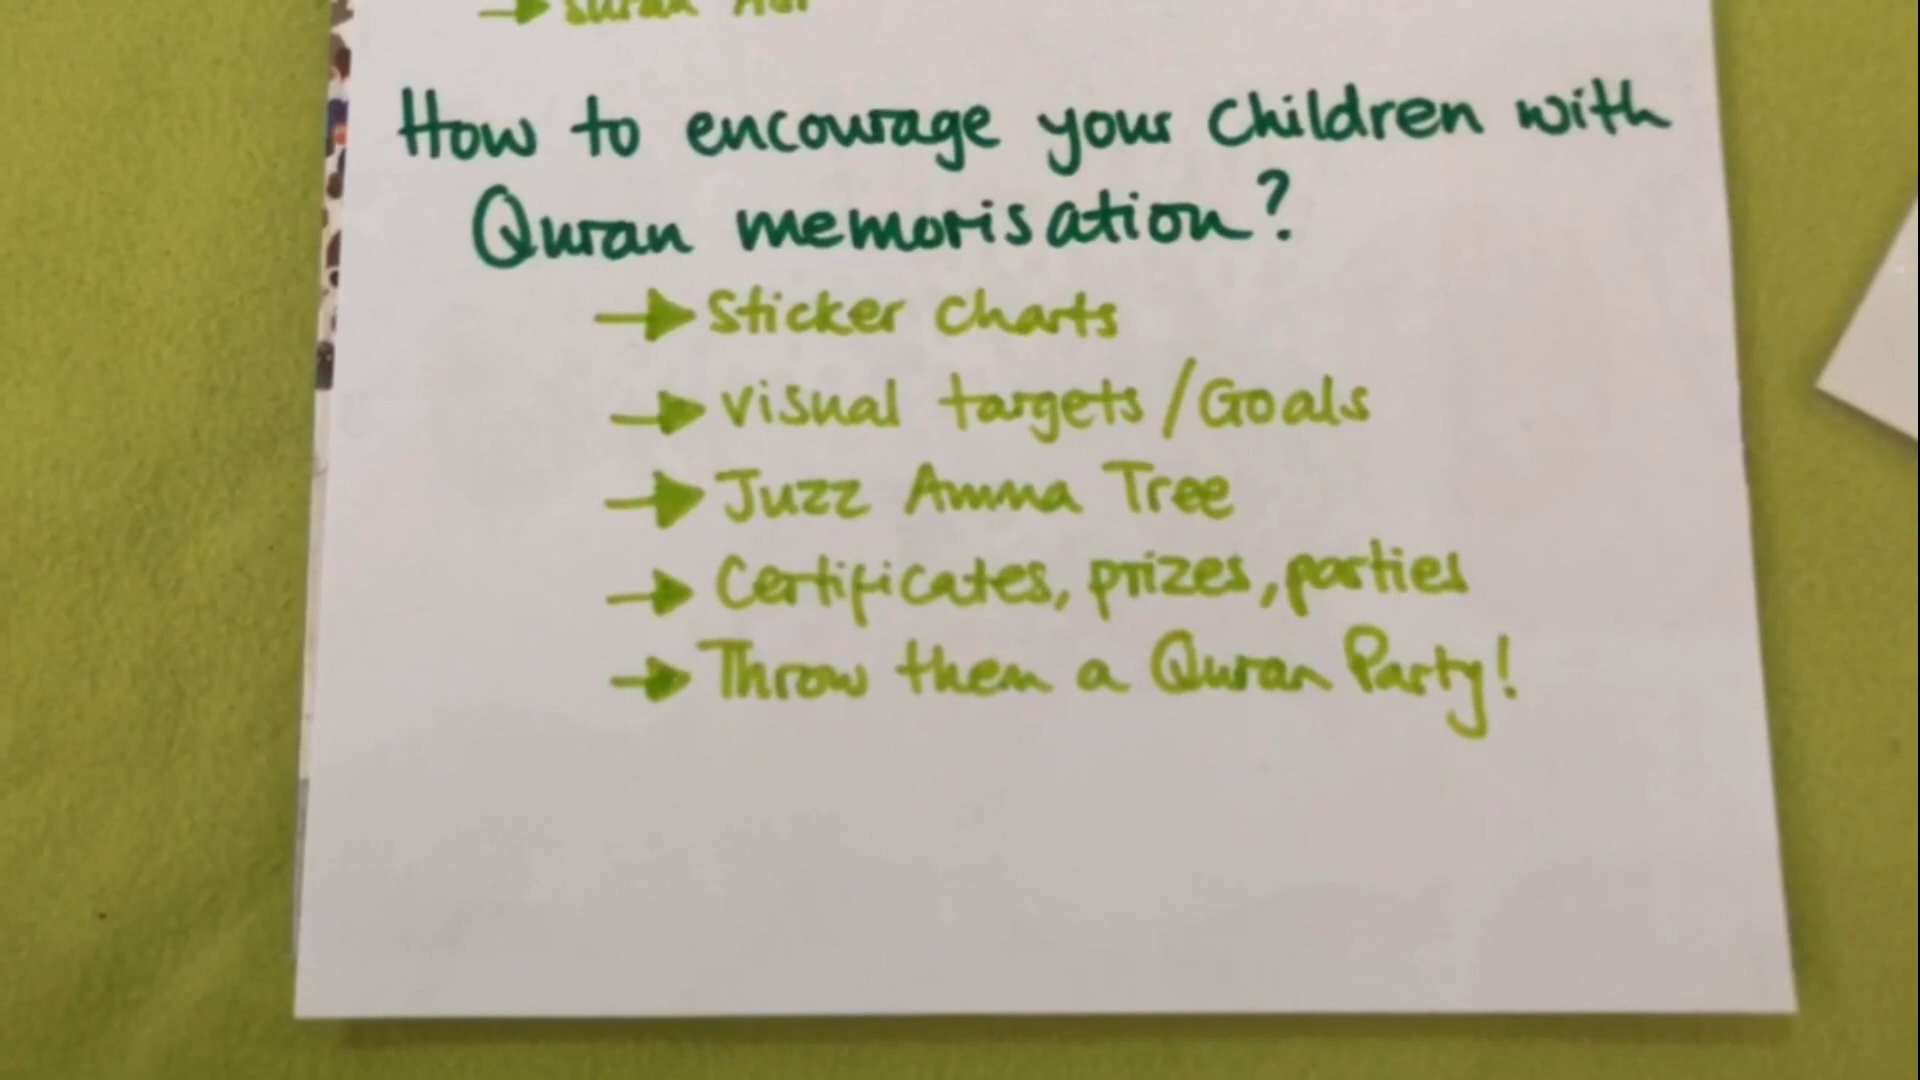 How to encourage your children with
Quran memorisation?
→ Sticker charts
→ visual targets / Goals
→ Juzz Amma Tree
→ Certificates, prizes, parties
→ Throw them a Quran Party!